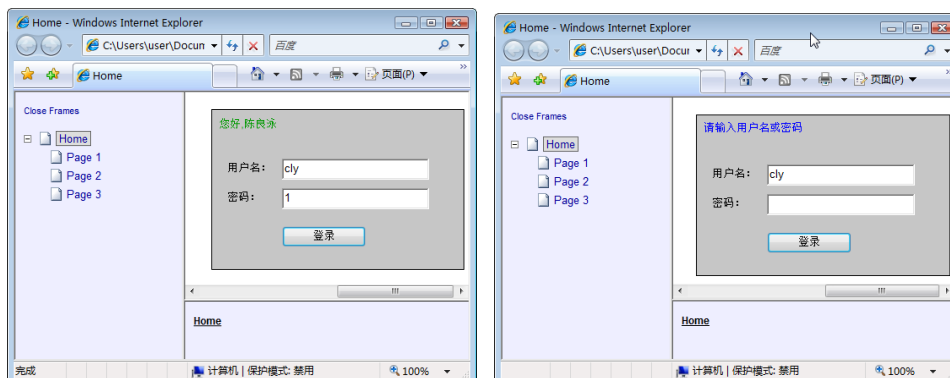 Home - Windows Internet Explorer
C:\Users\user\Docun
百度
Home
页面(P)
Close Frames
Home
Page 1
Page 2
Page 3
您好,陈良泳
用户名:
cly
密码:
1
登录
Home
完成
计算机 | 保护模式: 禁用
100%
Home - Windows Internet Explorer
C:\Users\user\Docur
百度
Home
页面(P)
Close Frames
Home
Page 1
Page 2
Page 3
请输入用户名或密码
用户名:
cly
密码:
登录
Home
计算机 | 保护模式: 禁用
100%